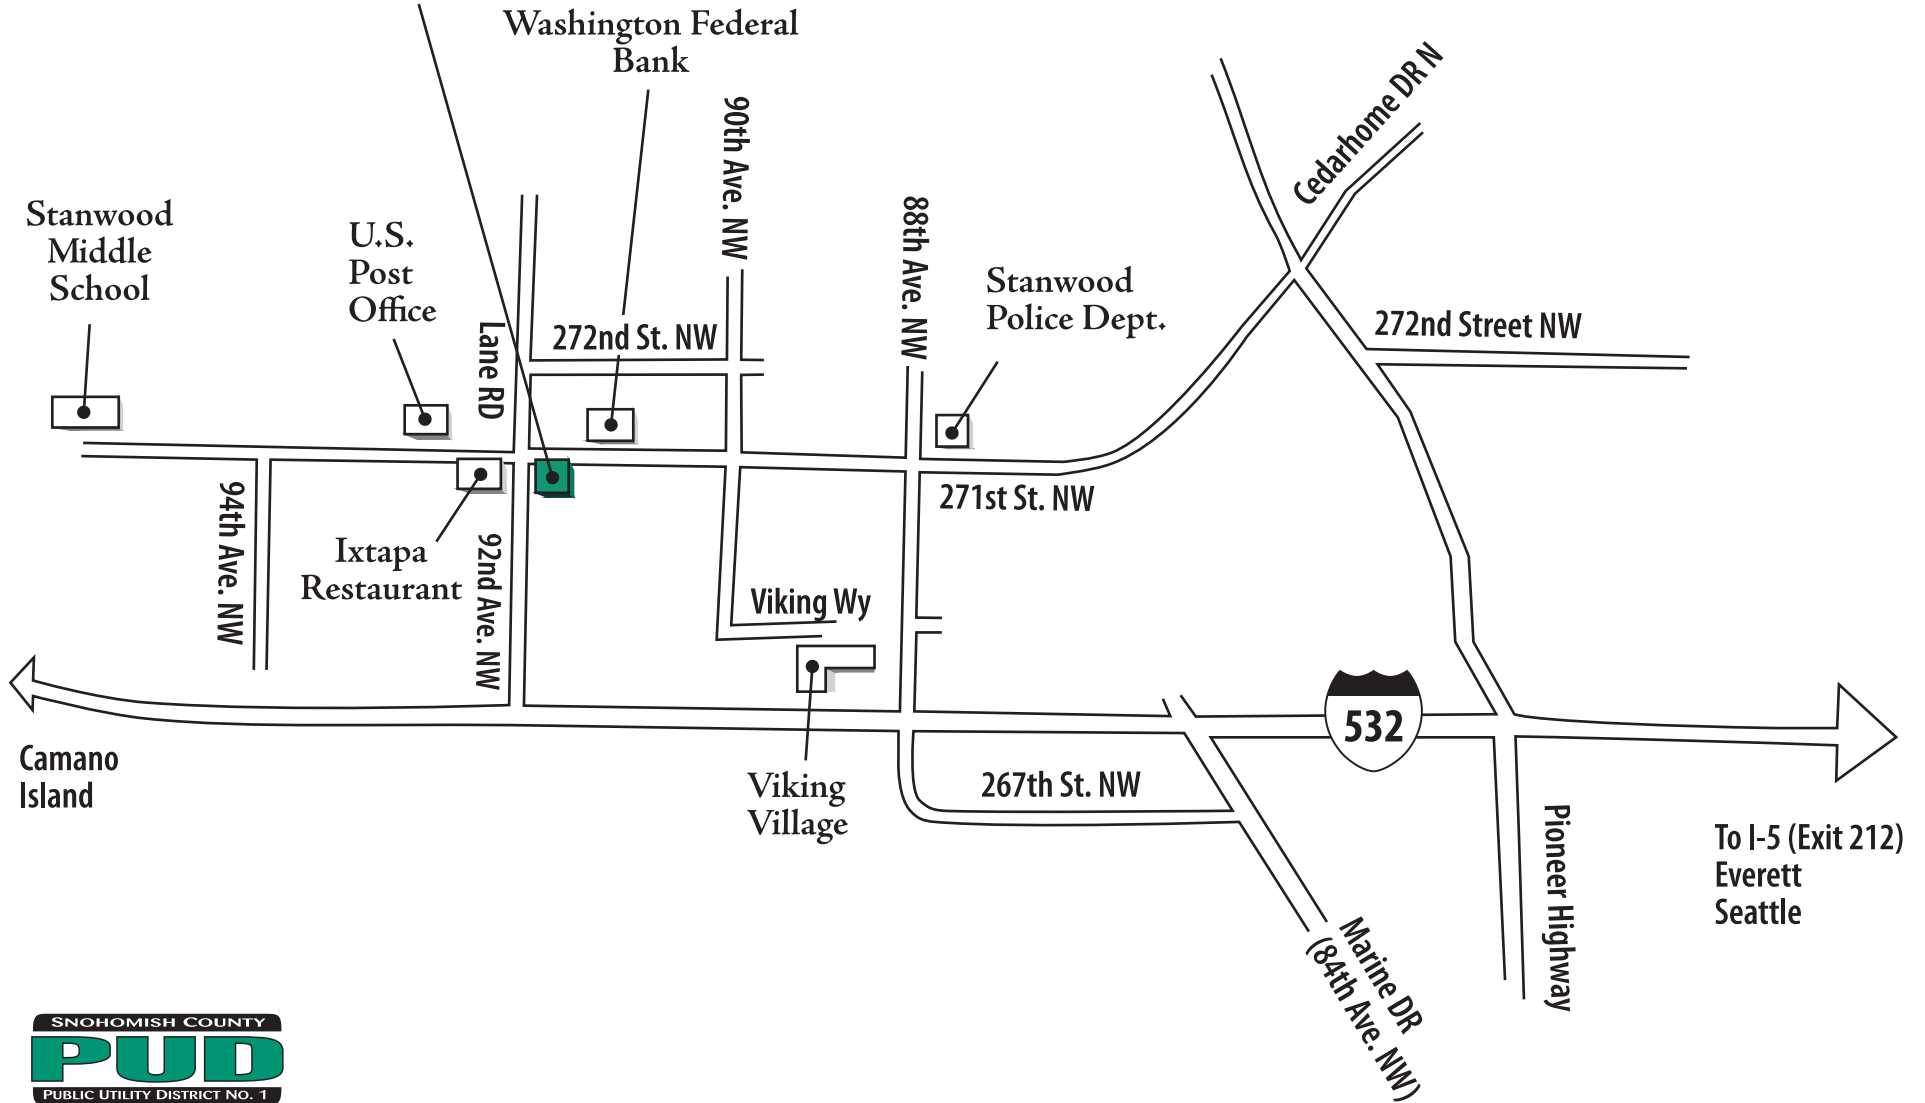 Washington Federal
Bank
90th Ave. NW
Cedarhome DR N
Stanwood
Middle
School
U.S.
Post
Office
88th Ave. NW
Stanwood
Police Dept.
Lane RD
272nd St. NW
272nd Street NW
271st St. NW
94th Ave. NW
Ixtapa
Restaurant
92nd Ave. NW
Viking Wy
532
Camano
Island
Viking
Village
267th St. NW
Pioneer Highway
To I-5 (Exit 212)
Everett
Seattle
Marine DR
(84th Ave. NW)
SNOHOMISH COUNTY
PUD
PUBLIC UTILITY DISTRICT NO. 1